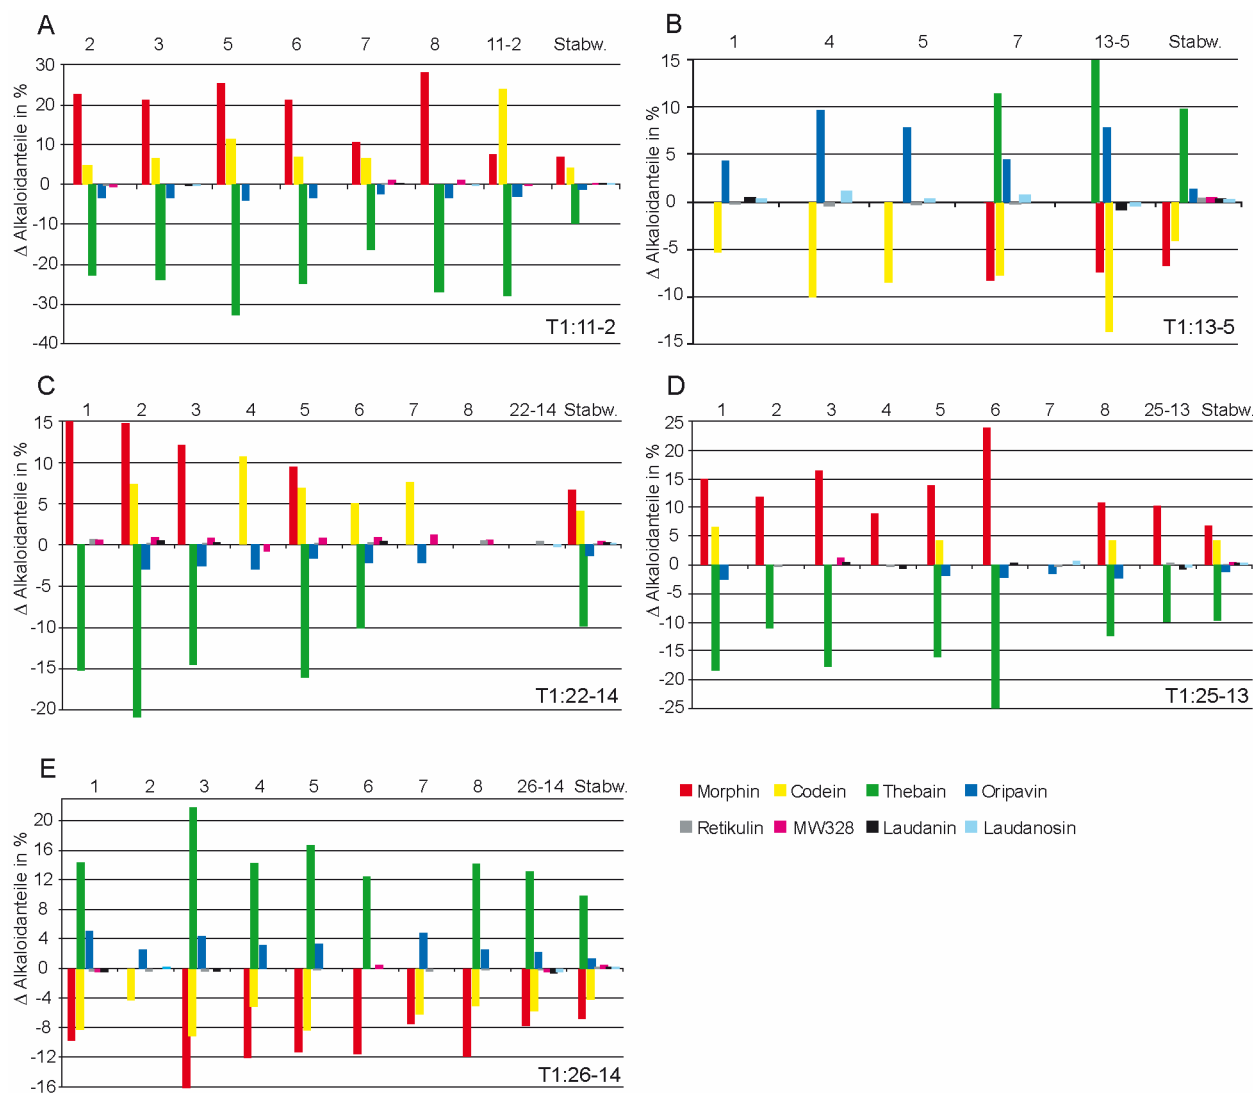 A
2 3 5 6 7 8 11-2 Stabw.
Δ Alkaloidanteile in %
30
20
10
0
-10
-20
-30
-40
T1:11-2
B
1 4 5 7 13-5 Stabw.
Δ Alkaloidanteile in %
15
10
5
0
-5
-10
-15
T1:13-5
C
1 2 3 4 5 6 7 8 22-14 Stabw.
Δ Alkaloidanteile in %
15
10
5
0
-5
-10
-15
-20
T1:22-14
D
1 2 3 4 5 6 7 8 25-13 Stabw.
Δ Alkaloidanteile in %
25
20
15
10
5
0
-5
-10
-15
-20
-25
T1:25-13
E
1 2 3 4 5 6 7 8 26-14 Stabw.
Δ Alkaloidanteile in %
20
16
12
8
4
0
-4
-8
-12
-16
T1:26-14
Morphin Codein Thebain Oripavin
Retikulin MW328 Laudanin Laudanosin